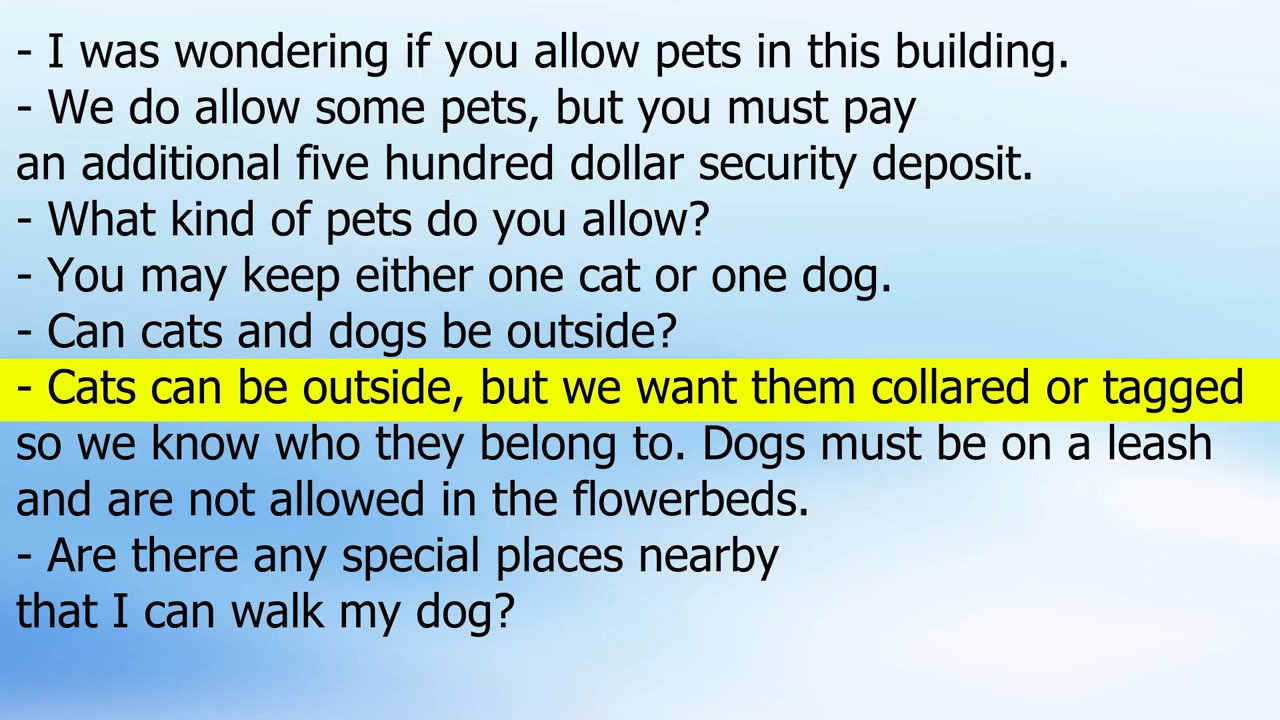 - I was wondering if you allow pets in this building.
- We do allow some pets, but you must pay
an additional five hundred dollar security deposit.
- What kind of pets do you allow?
- You may keep either one cat or one dog.
- Can cats and dogs be outside?
- Cats can be outside, but we want them collared or tagged
so we know who they belong to. Dogs must be on a leash
and are not allowed in the flowerbeds.
- Are there any special places nearby
that I can walk my dog?